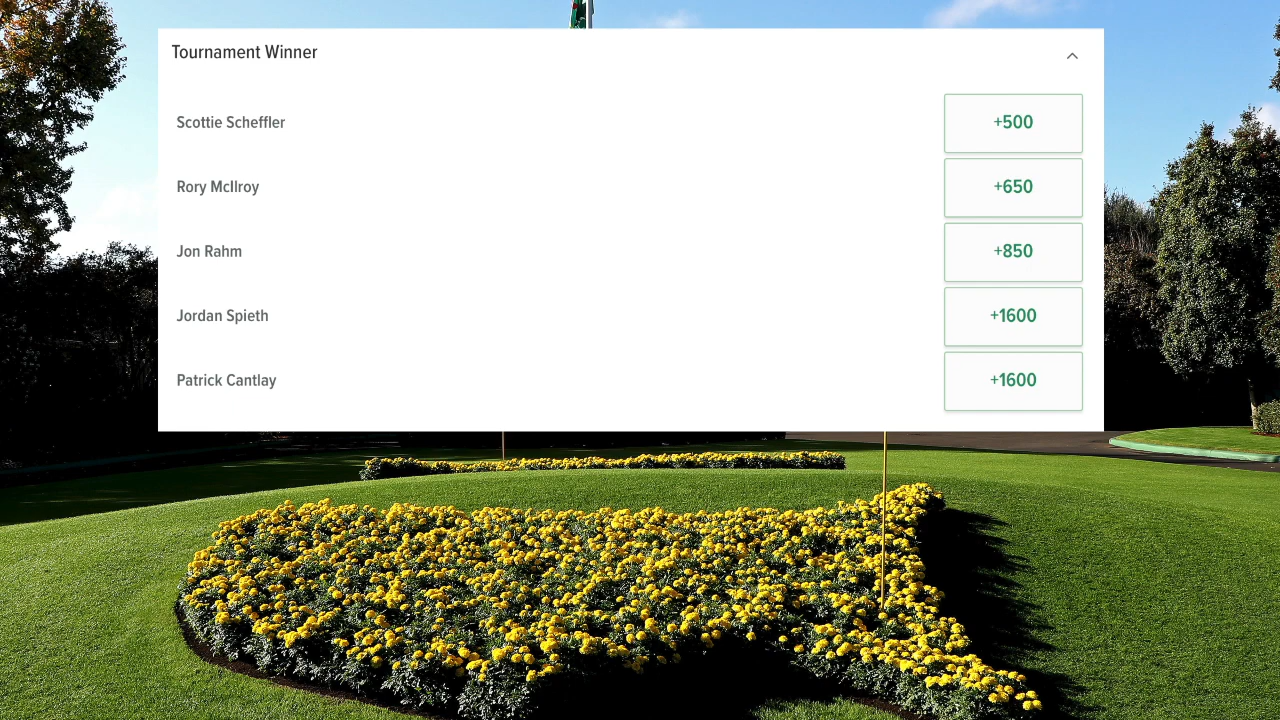 Tournament Winner
Scottie Scheffler +500
Rory McIlroy +650
Jon Rahm +850
Jordan Spieth +1600
Patrick Cantlay +1600